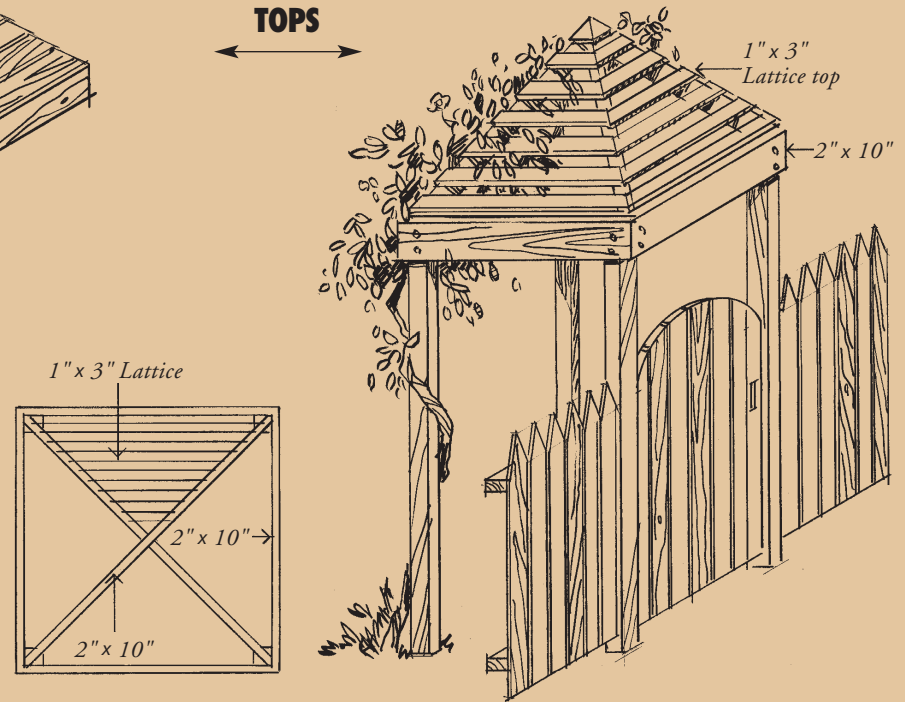 TOPS
1" x 3"
Lattice top
2" x 10"
1" x 3" Lattice
2" x 10"
2" x 10"